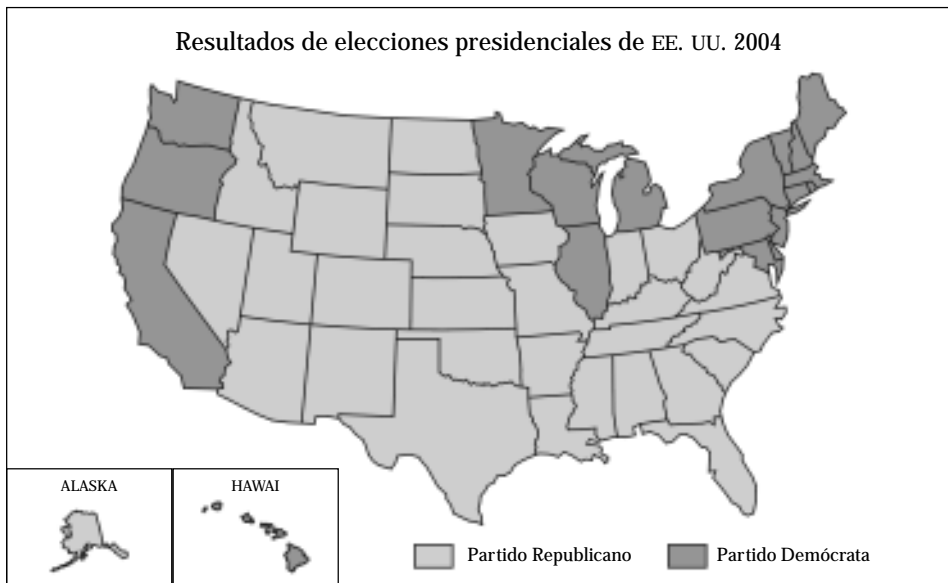 Resultados de elecciones presidenciales de EE. UU. 2004
ALASKA
HAWAI
Partido Republicano
Partido Demócrata